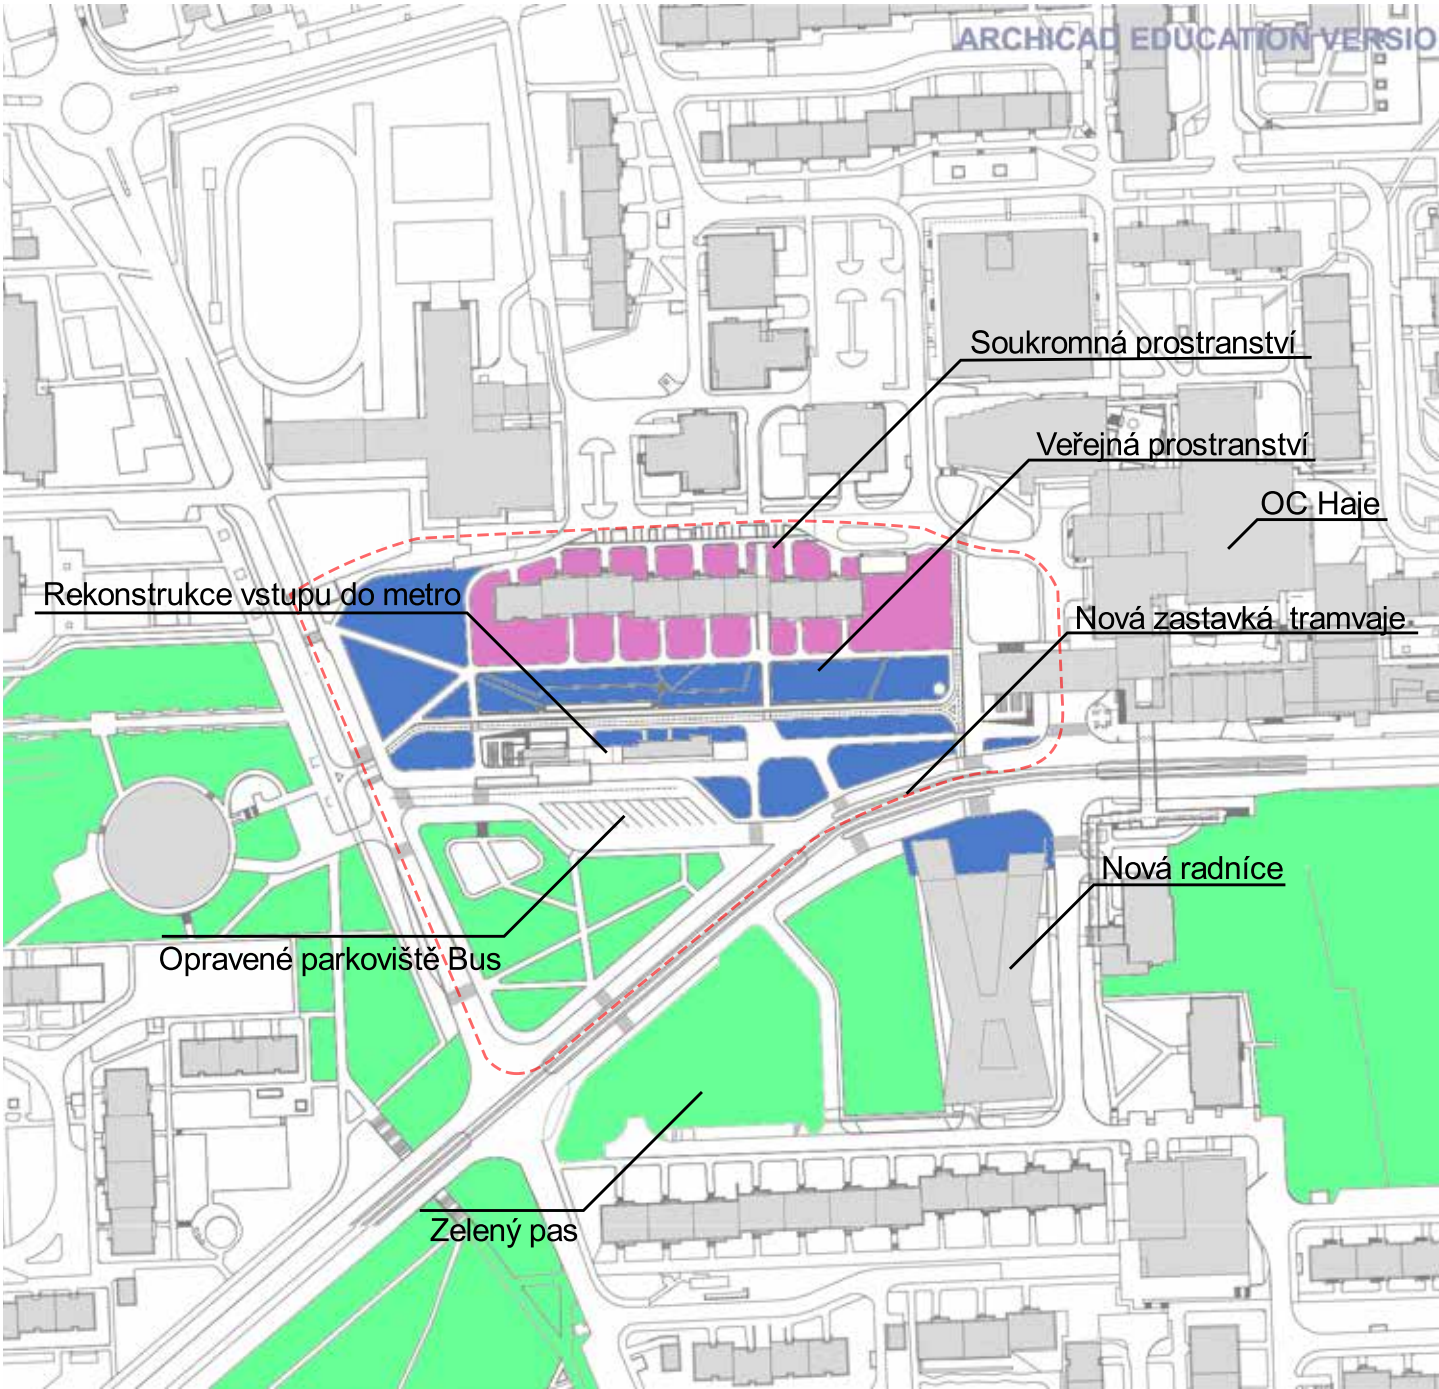 ARCHICAD EDUCATION VERSIO
Soukromná prostranství
Veřejná prostranství
OC Haje
Rekonstrukce vstupu do metro
Nová zastavká tramvaje
Nová radníce
Opravené parkoviště Bus
Zelený pas